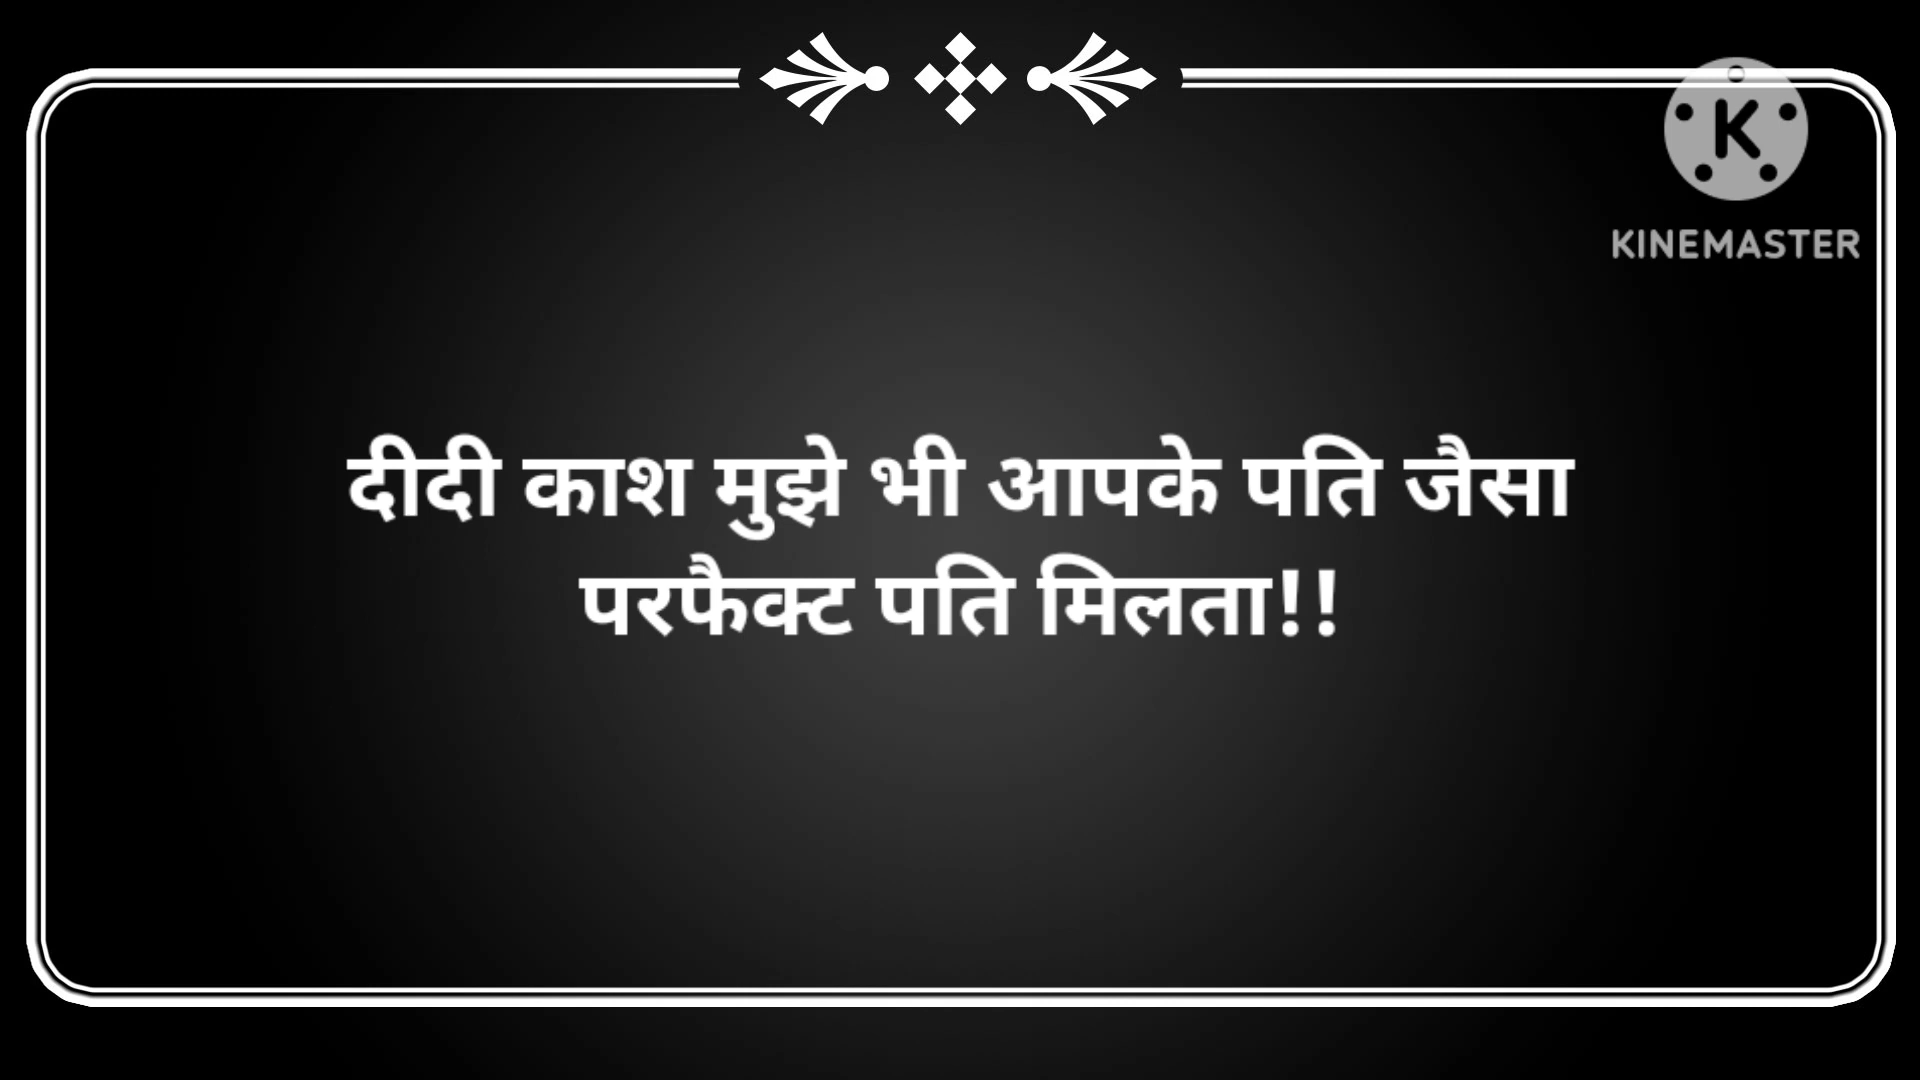 KINEMASTER
दीदी काश मुझे भी आपके पति जैसा
परफैक्ट पति मिलता!!